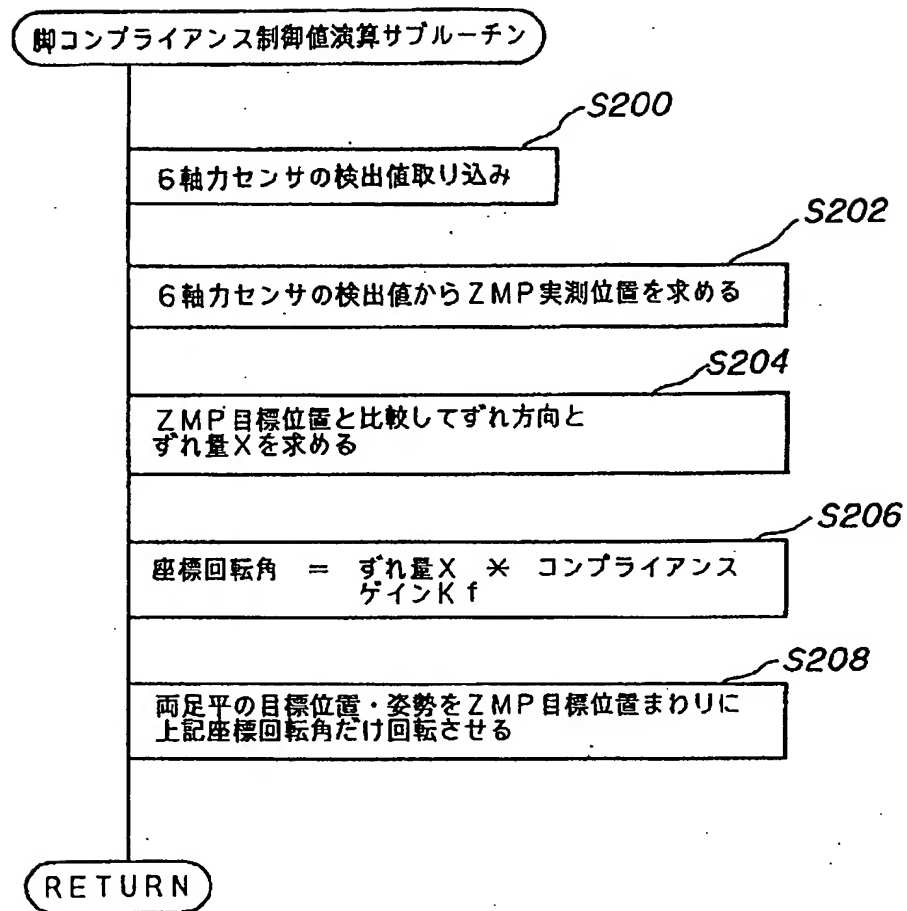 脚コンプライアンス制御値演算サブルーチン
S200
6軸力センサの検出値取り込み
S202
6軸力センサの検出値からZMP実測位置を求める
S204
ZMP目標位置と比較してずれ方向と
ずれ量Xを求める
S206
座標回転角 = ずれ量X * コンプライアンス
ゲインKf
S208
両足平の目標位置・姿勢をZMP目標位置まわりに
上記座標回転角だけ回転させる
RETURN